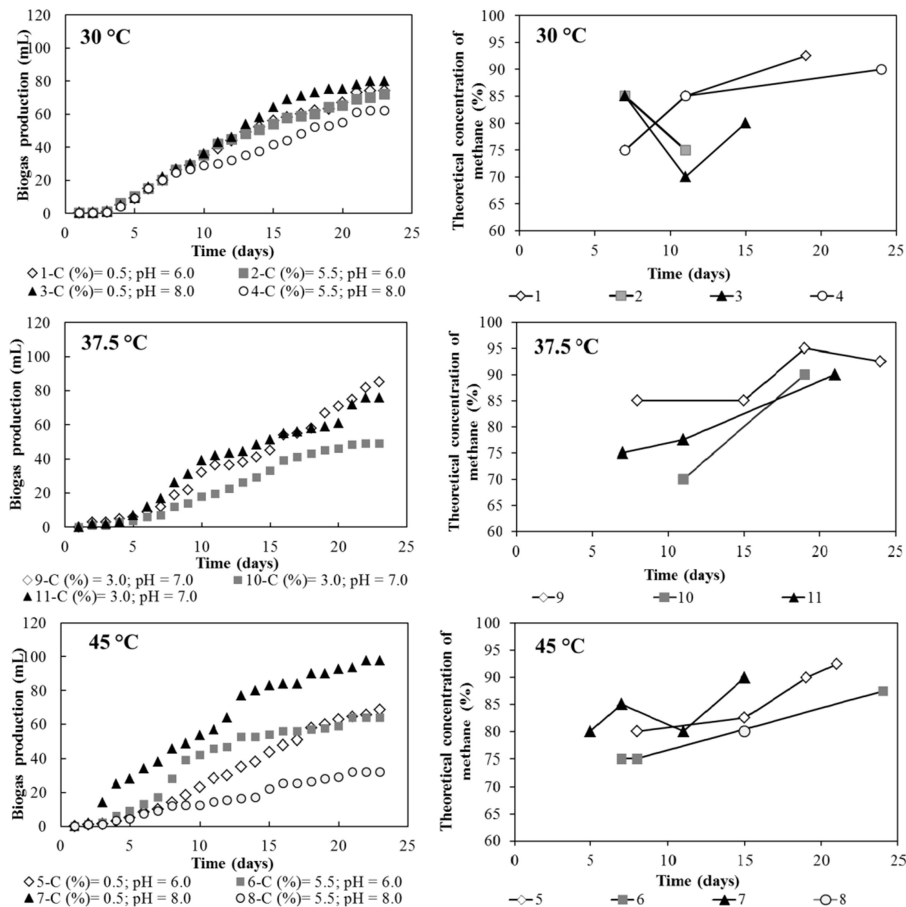 30 °C
Biogas production (mL)
120
100
80
60
40
20
0
0 5 10 15 20 25
Time (days)
1-C (%)= 0.5; pH = 6.0 2-C (%)= 5.5; pH = 6.0
3-C (%)= 0.5; pH = 8.0 4-C (%)= 5.5; pH = 8.0
30 °C
Theoretical concentration of
methane (%)
100
95
90
85
80
75
70
65
60
0 5 10 15 20 25
Time (days)
1 2 3 4
37.5 °C
Biogas production (mL)
120
100
80
60
40
20
0
0 5 10 15 20 25
Time (days)
9-C (%) = 3.0; pH = 7.0 10-C (%) = 3.0; pH = 7.0
11-C (%)= 3.0; pH = 7.0
37.5 °C
Theoretical concentration of
methane (%)
100
95
90
85
80
75
70
65
60
0 5 10 15 20 25
Time (days)
9 10 11
45 °C
Biogas production (mL)
120
100
80
60
40
20
0
0 5 10 15 20 25
Time (days)
5-C (%)= 0.5; pH = 6.0 6-C (%)= 5.5; pH = 6.0
7-C (%)= 0.5; pH = 8.0 8-C (%)= 5.5; pH = 8.0
45 °C
Theoretical concentration of
methane (%)
100
95
90
85
80
75
70
65
60
0 5 10 15 20 25
Time (days)
5 6 7 8